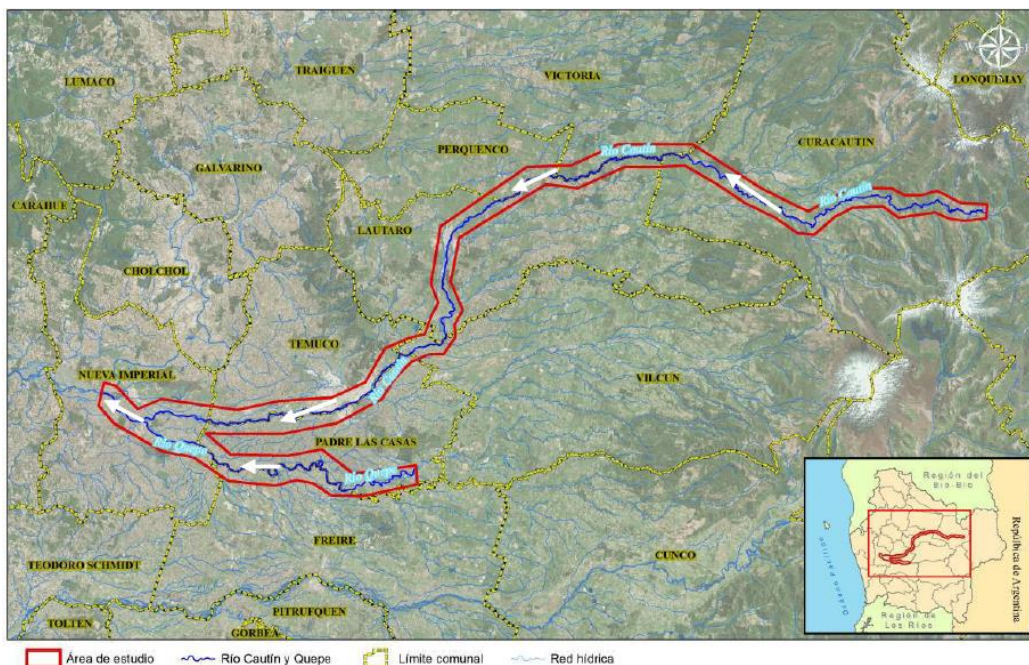 LUMACO
TRAIGUEN
VICTORIA
LONQUIMAY
W
CURACAUTIN
PERQUENCO
Río Cautín
GALVARINO
Río Cautín
CARAHUE
LAUTARO
CHOLCHOL
TEMUCO
NUEVA IMPERIAL
Río Cautín
VILCUN
PADRE LAS CASAS
Río Quepe
Río Quepe
FREIRE
CUNCO
TEODORO SCHMIDT
PITRUFQUEN
TOLTEN
GORBEA
Región del
Bío-Bío
República de Argentina
Océano Pacífico
Región de
Los Ríos
Área de estudio
Río Cautín y Quepe
Límite comunal
Red hídrica